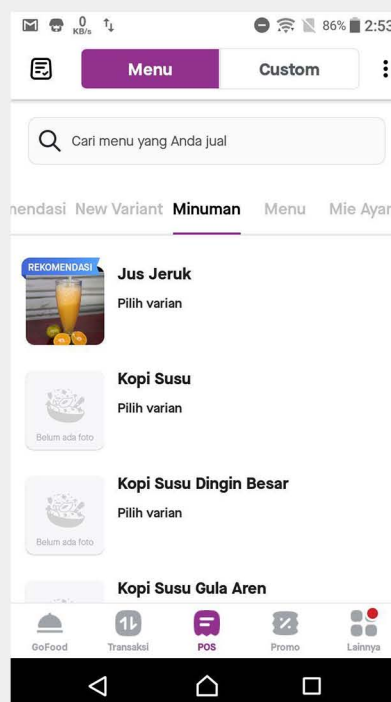 0
KB/s
86% 2:53
Menu Custom
Cari menu yang Anda jual
nendasi New Variant Minuman Menu Mie Ayar
REKOMENDASI
Jus Jeruk
Pilih varian
Kopi Susu
Pilih varian
Belum ada foto
Kopi Susu Dingin Besar
Pilih varian
Belum ada foto
Kopi Susu Gula Aren
GoFood Transaksi POS Promo Lainnya